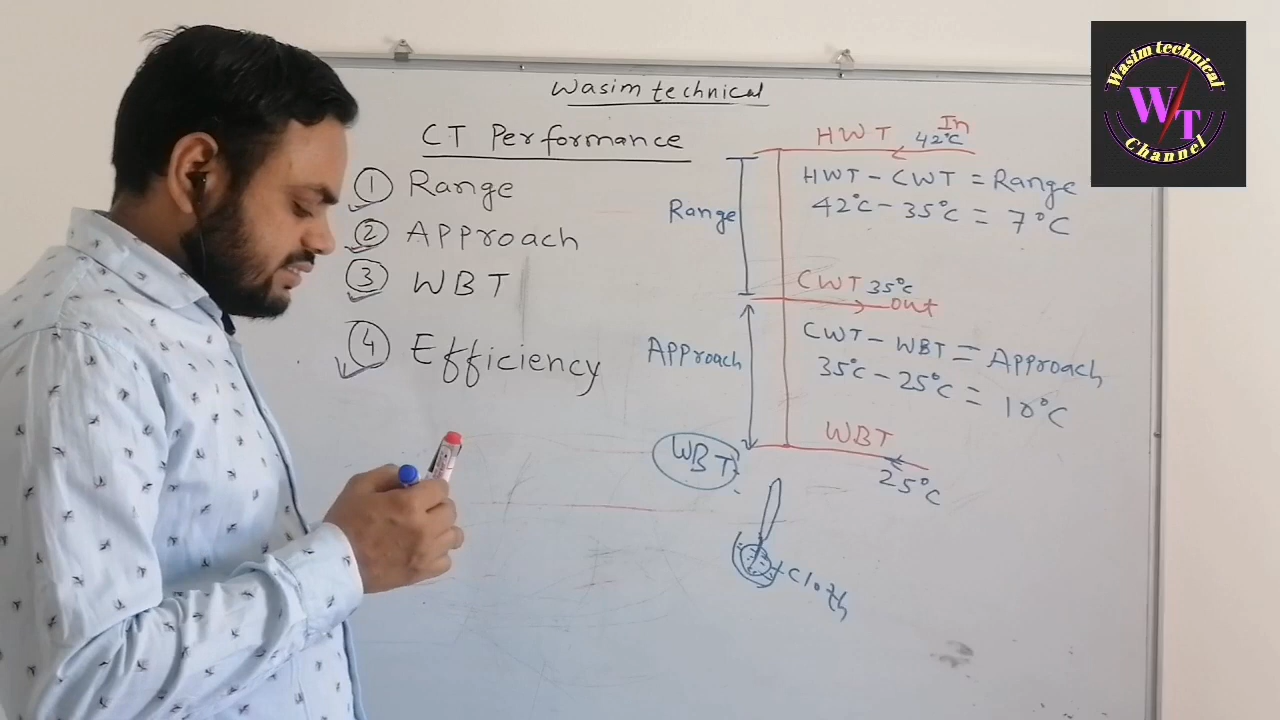 Wasim technical
CT Performance
① Range
② Approach
③ WBT
④ Efficiency
HWT In
42°C
HWT - CWT = Range
42°C - 35°C = 7°C
Range
CWT 35°C
out
CWT - WBT = Approach
35°C - 25°C = 10°C
Approach
WBT
25°C
WBT
cloth
Wasim technical
WT
Channel